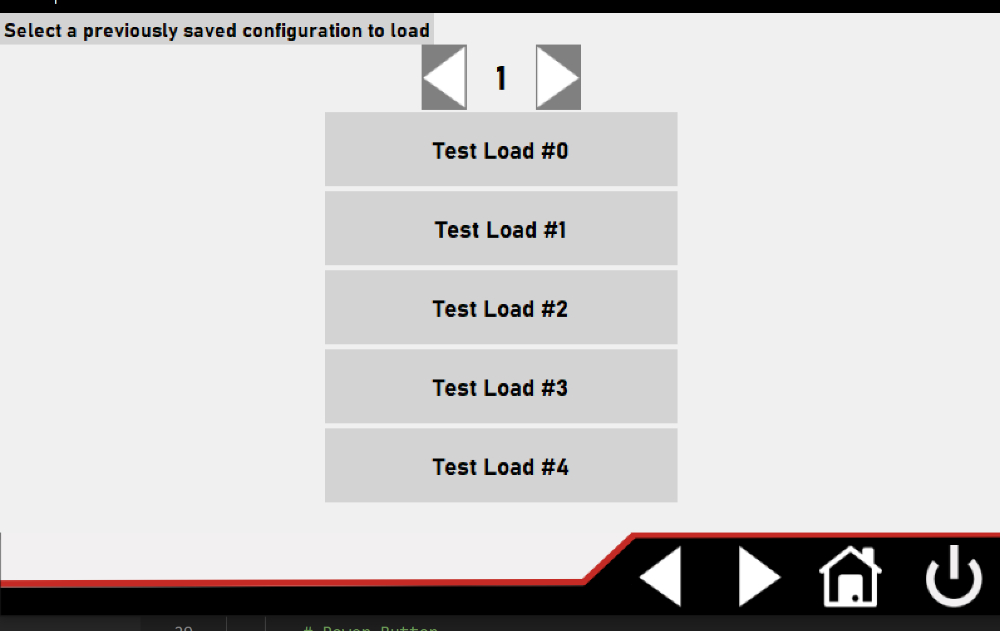 Select a previously saved configuration to load
1
Test Load #0
Test Load #1
Test Load #2
Test Load #3
Test Load #4